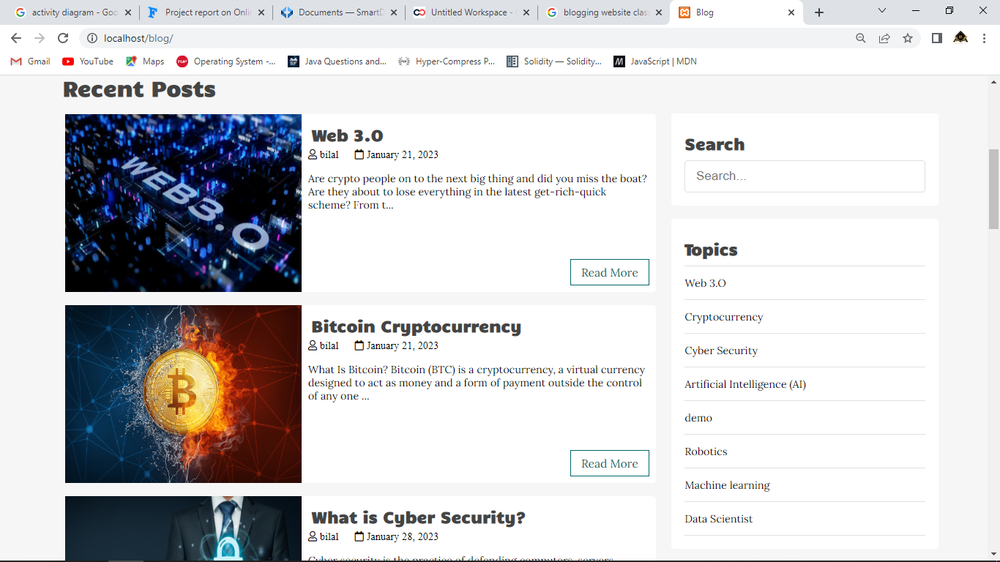 activity diagram - Goo
Project report on Onli
Documents — SmartD
Untitled Workspace -
blogging website clas
Blog
localhost/blog/
Gmail
YouTube
Maps
Operating System -...
Java Questions and...
Hyper-Compress P...
Solidity — Solidity...
JavaScript | MDN
Recent Posts
WEB3.O
Web 3.O
bilal January 21, 2023
Are crypto people on to the next big thing and did you miss the boat?
Are they about to lose everything in the latest get-rich-quick
scheme? From t...
Read More
Bitcoin Cryptocurrency
bilal January 21, 2023
What Is Bitcoin? Bitcoin (BTC) is a cryptocurrency, a virtual currency
designed to act as money and a form of payment outside the control
of any one ...
Read More
What is Cyber Security?
bilal January 28, 2023
Cyber security is the practice of defending computers, servers,
Search
Search...
Topics
Web 3.O
Cryptocurrency
Cyber Security
Artificial Intelligence (AI)
demo
Robotics
Machine learning
Data Scientist